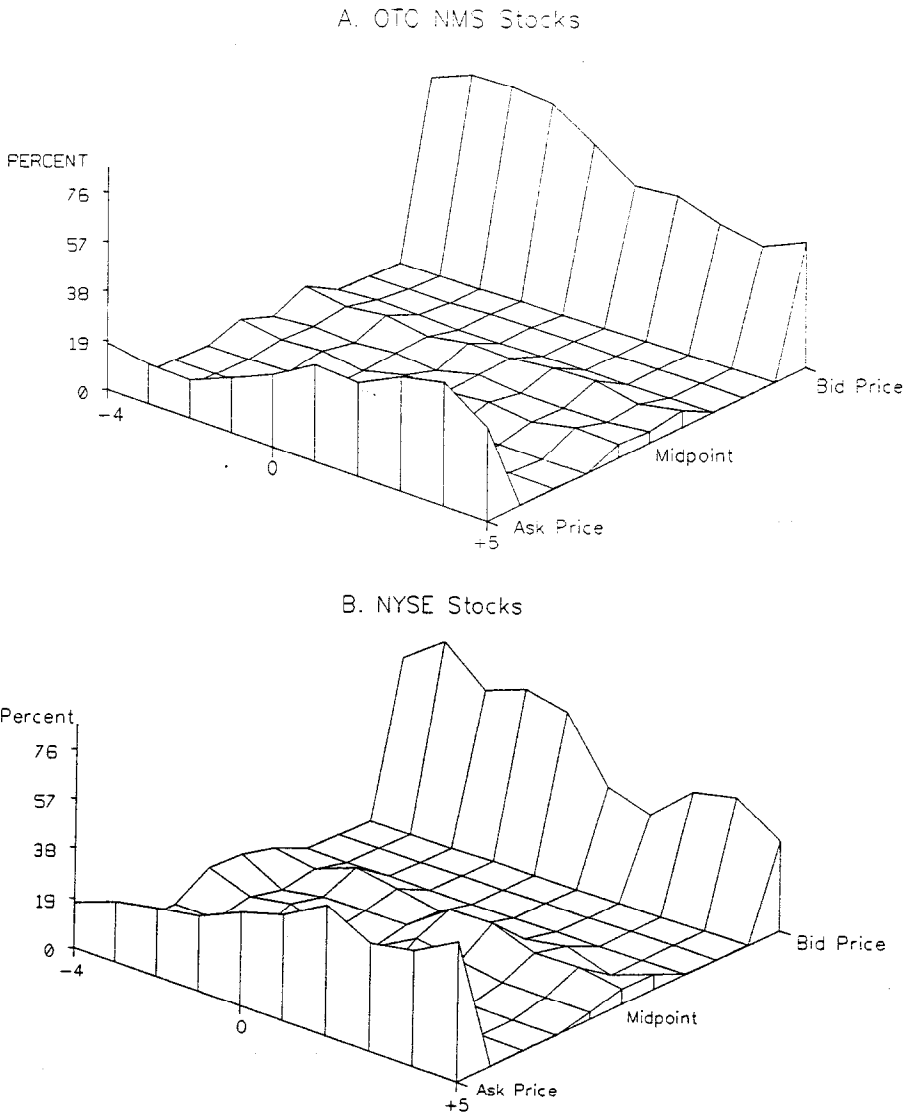 A. OTC NMS Stocks
PERCENT
76
57
38
19
0
-4
0
+5
Bid Price
Midpoint
Ask Price
B. NYSE Stocks
Percent
76
57
38
19
0
-4
0
+5
Bid Price
Midpoint
Ask Price